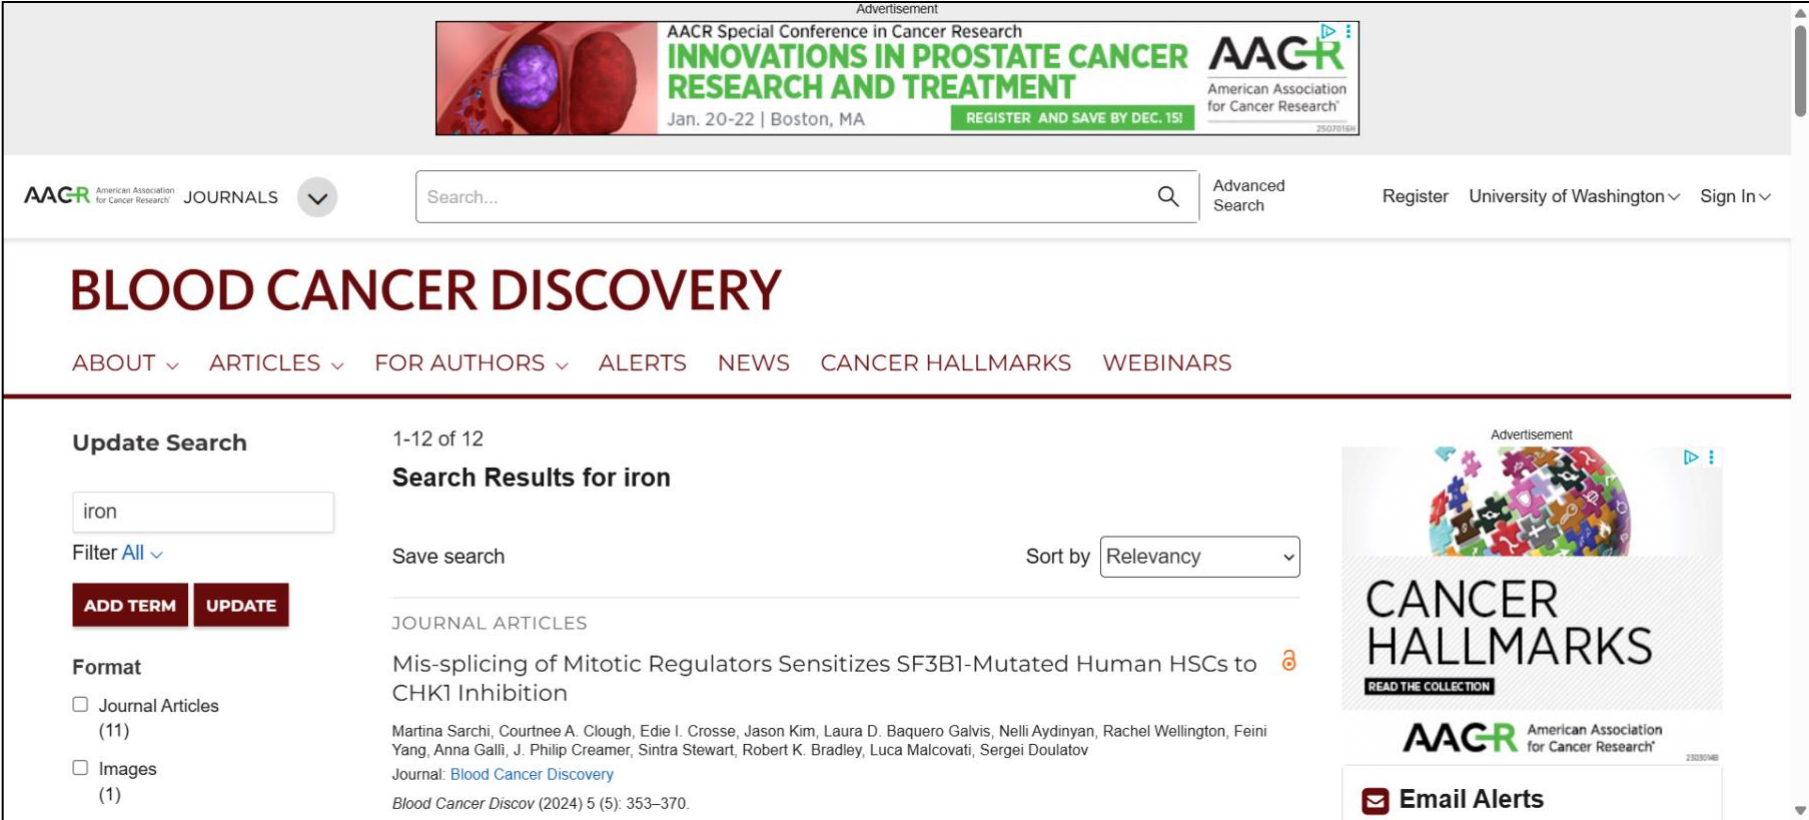 Advertisement
AACR Special Conference in Cancer Research
INNOVATIONS IN PROSTATE CANCER
RESEARCH AND TREATMENT
Jan. 20-22 | Boston, MA
REGISTER AND SAVE BY DEC. 15!
AACR
American Association
for Cancer Research®
2507016H
AACR American Association
for Cancer Research®
JOURNALS
Search...
Advanced
Search
Register
University of Washington
Sign In
BLOOD CANCER DISCOVERY
ABOUT
ARTICLES
FOR AUTHORS
ALERTS
NEWS
CANCER HALLMARKS
WEBINARS
Update Search
iron
Filter All
ADD TERM
UPDATE
Format
Journal Articles
(11)
Images
(1)
1-12 of 12
Search Results for iron
Save search
Sort by Relevancy
JOURNAL ARTICLES
Mis-splicing of Mitotic Regulators Sensitizes SF3B1-Mutated Human HSCs to
CHK1 Inhibition
Martina Sarchi, Courtnee A. Clough, Edie I. Crosse, Jason Kim, Laura D. Baquero Galvis, Nelli Aydinyan, Rachel Wellington, Feini
Yang, Anna Gallì, J. Philip Creamer, Sintra Stewart, Robert K. Bradley, Luca Malcovati, Sergei Doulatov
Journal: Blood Cancer Discovery
Blood Cancer Discov (2024) 5 (5): 353–370.
Advertisement
CANCER
HALLMARKS
READ THE COLLECTION
AACR American Association
for Cancer Research®
2303014B
Email Alerts